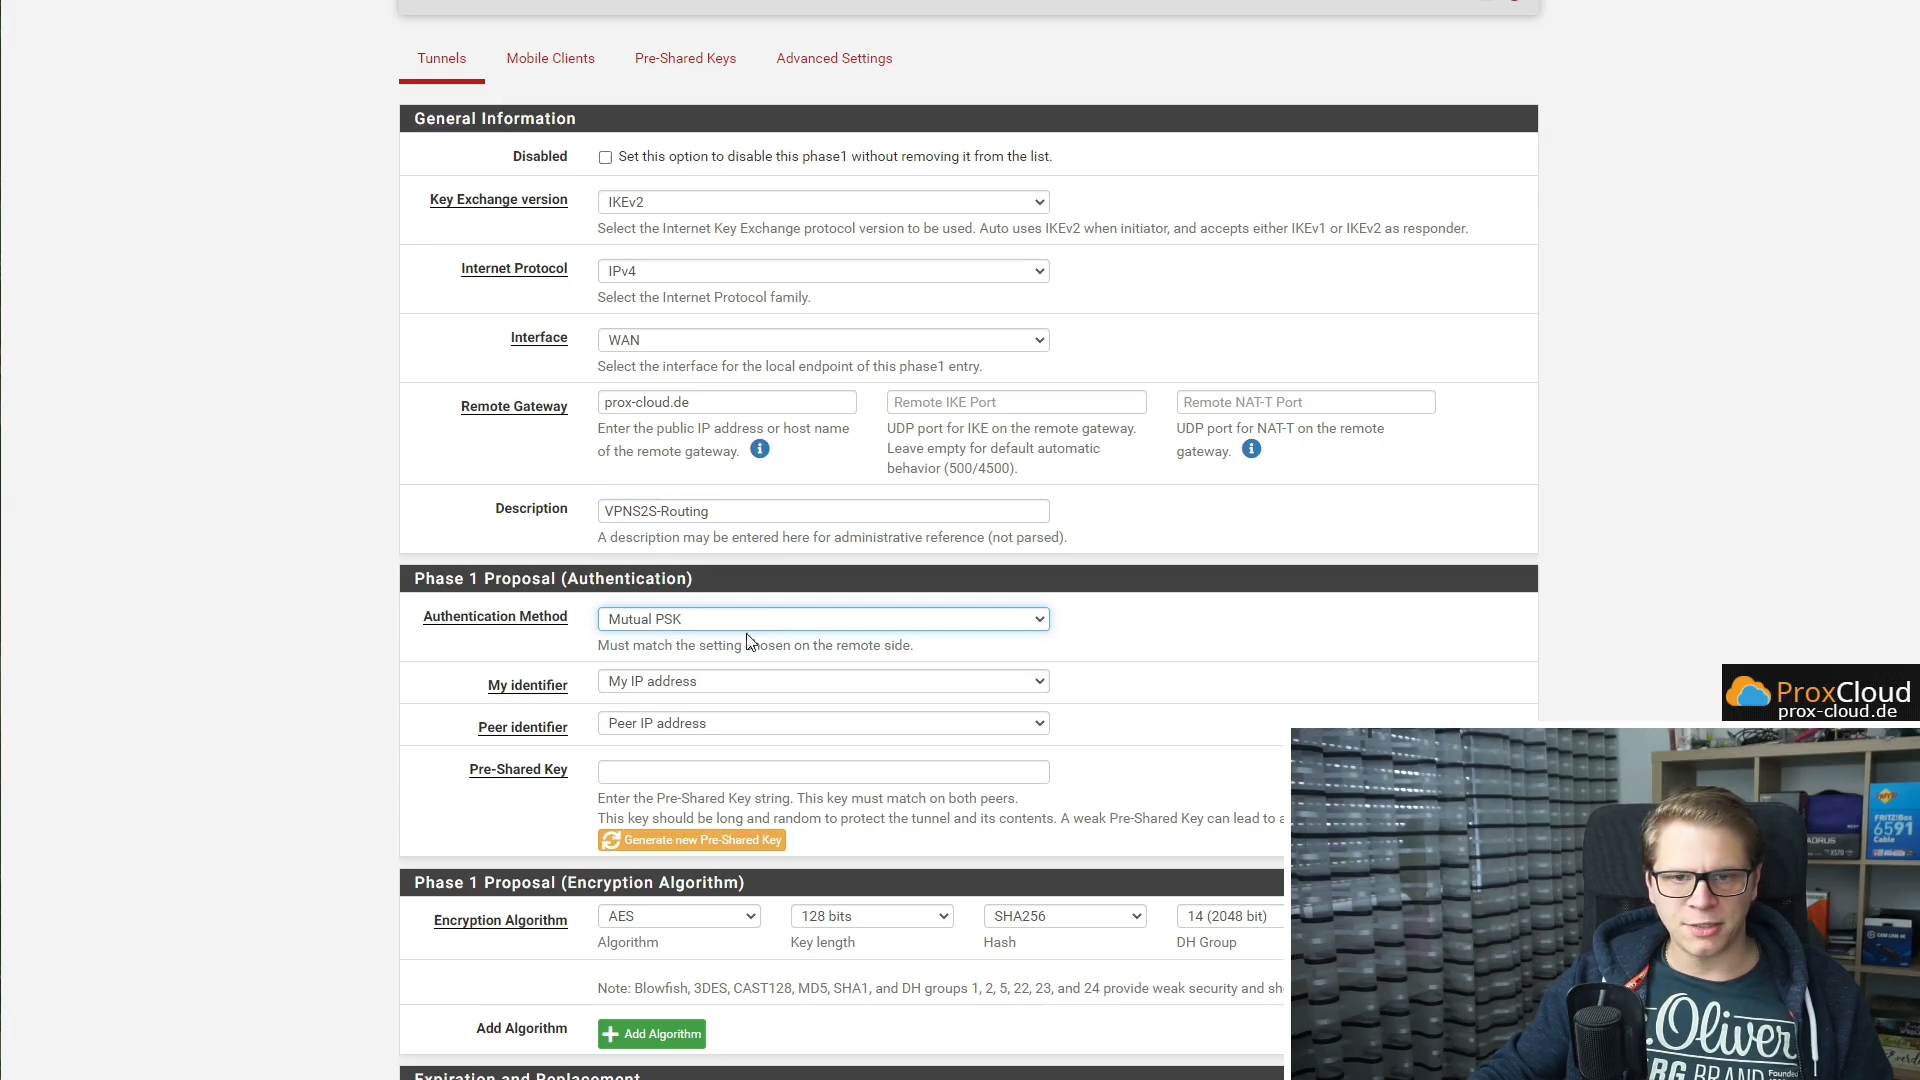 Tunnels
Mobile Clients
Pre-Shared Keys
Advanced Settings
General Information
Disabled
Set this option to disable this phase1 without removing it from the list.
Key Exchange version
IKEv2
Select the Internet Key Exchange protocol version to be used. Auto uses IKEv2 when initiator, and accepts either IKEv1 or IKEv2 as responder.
Internet Protocol
IPv4
Select the Internet Protocol family.
Interface
WAN
Select the interface for the local endpoint of this phase1 entry.
Remote Gateway
prox-cloud.de
Enter the public IP address or host name
of the remote gateway.
Remote IKE Port
UDP port for IKE on the remote gateway.
Leave empty for default automatic
behavior (500/4500).
Remote NAT-T Port
UDP port for NAT-T on the remote
gateway.
Description
VPNS2S-Routing
A description may be entered here for administrative reference (not parsed).
Phase 1 Proposal (Authentication)
Authentication Method
Mutual PSK
Must match the setting osen on the remote side.
My identifier
My IP address
Peer identifier
Peer IP address
Pre-Shared Key
Enter the Pre-Shared Key string. This key must match on both peers.
This key should be long and random to protect the tunnel and its contents. A weak Pre-Shared Key can lead to a
Generate new Pre-Shared Key
Phase 1 Proposal (Encryption Algorithm)
Encryption Algorithm
AES
Algorithm
128 bits
Key length
SHA256
Hash
14 (2048 bit)
DH Group
Note: Blowfish, 3DES, CAST128, MD5, SHA1, and DH groups 1, 2, 5, 22, 23, and 24 provide weak security and sh
Add Algorithm
Add Algorithm
Expiration and Replacement
ProxCloud
prox-cloud.de
FRITZ!Box
6591
Cable
AORUS
X570
s.Oliver
RG BRAND
Founded